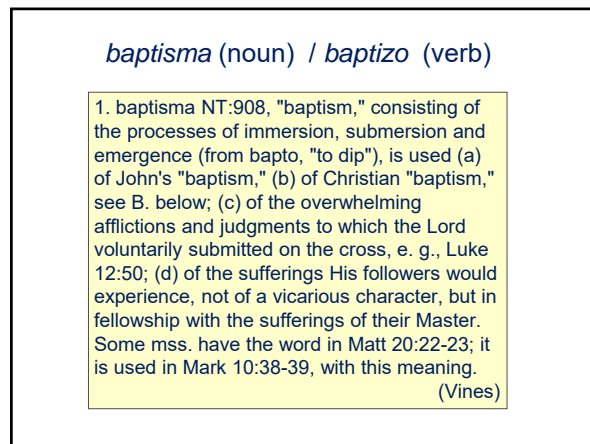 baptisma (noun) / baptizo (verb)
1. baptisma NT:908, "baptism," consisting of
the processes of immersion, submersion and
emergence (from bapto, "to dip"), is used (a)
of John's "baptism," (b) of Christian "baptism,"
see B. below; (c) of the overwhelming
afflictions and judgments to which the Lord
voluntarily submitted on the cross, e. g., Luke
12:50; (d) of the sufferings His followers would
experience, not of a vicarious character, but in
fellowship with the sufferings of their Master.
Some mss. have the word in Matt 20:22-23; it
is used in Mark 10:38-39, with this meaning.
(Vines)